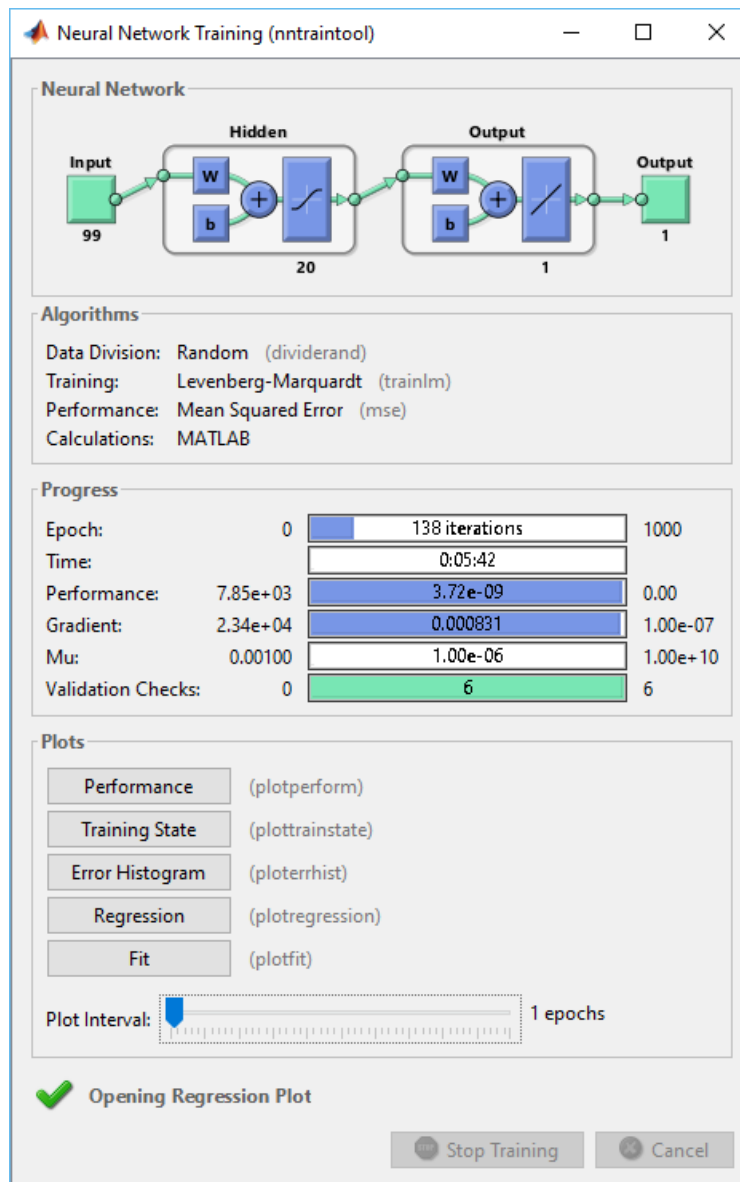 Neural Network Training (nntraintool)
Neural Network
Hidden
Output
Input
W
b
+
W
b
+
Output
99
20
1
1
Algorithms
Data Division: Random (dividerand)
Training: Levenberg-Marquardt (trainlm)
Performance: Mean Squared Error (mse)
Calculations: MATLAB
Progress
Epoch: 0 138 iterations 1000
Time: 0:05:42
Performance: 7.85e+03 3.72e-09 0.00
Gradient: 2.34e+04 0.000831 1.00e-07
Mu: 0.00100 1.00e-06 1.00e+10
Validation Checks: 0 6 6
Plots
Performance (plotperform)
Training State (plottrainstate)
Error Histogram (ploterrhist)
Regression (plotregression)
Fit (plotfit)
Plot Interval: 1 epochs
Opening Regression Plot
STOP Stop Training Cancel